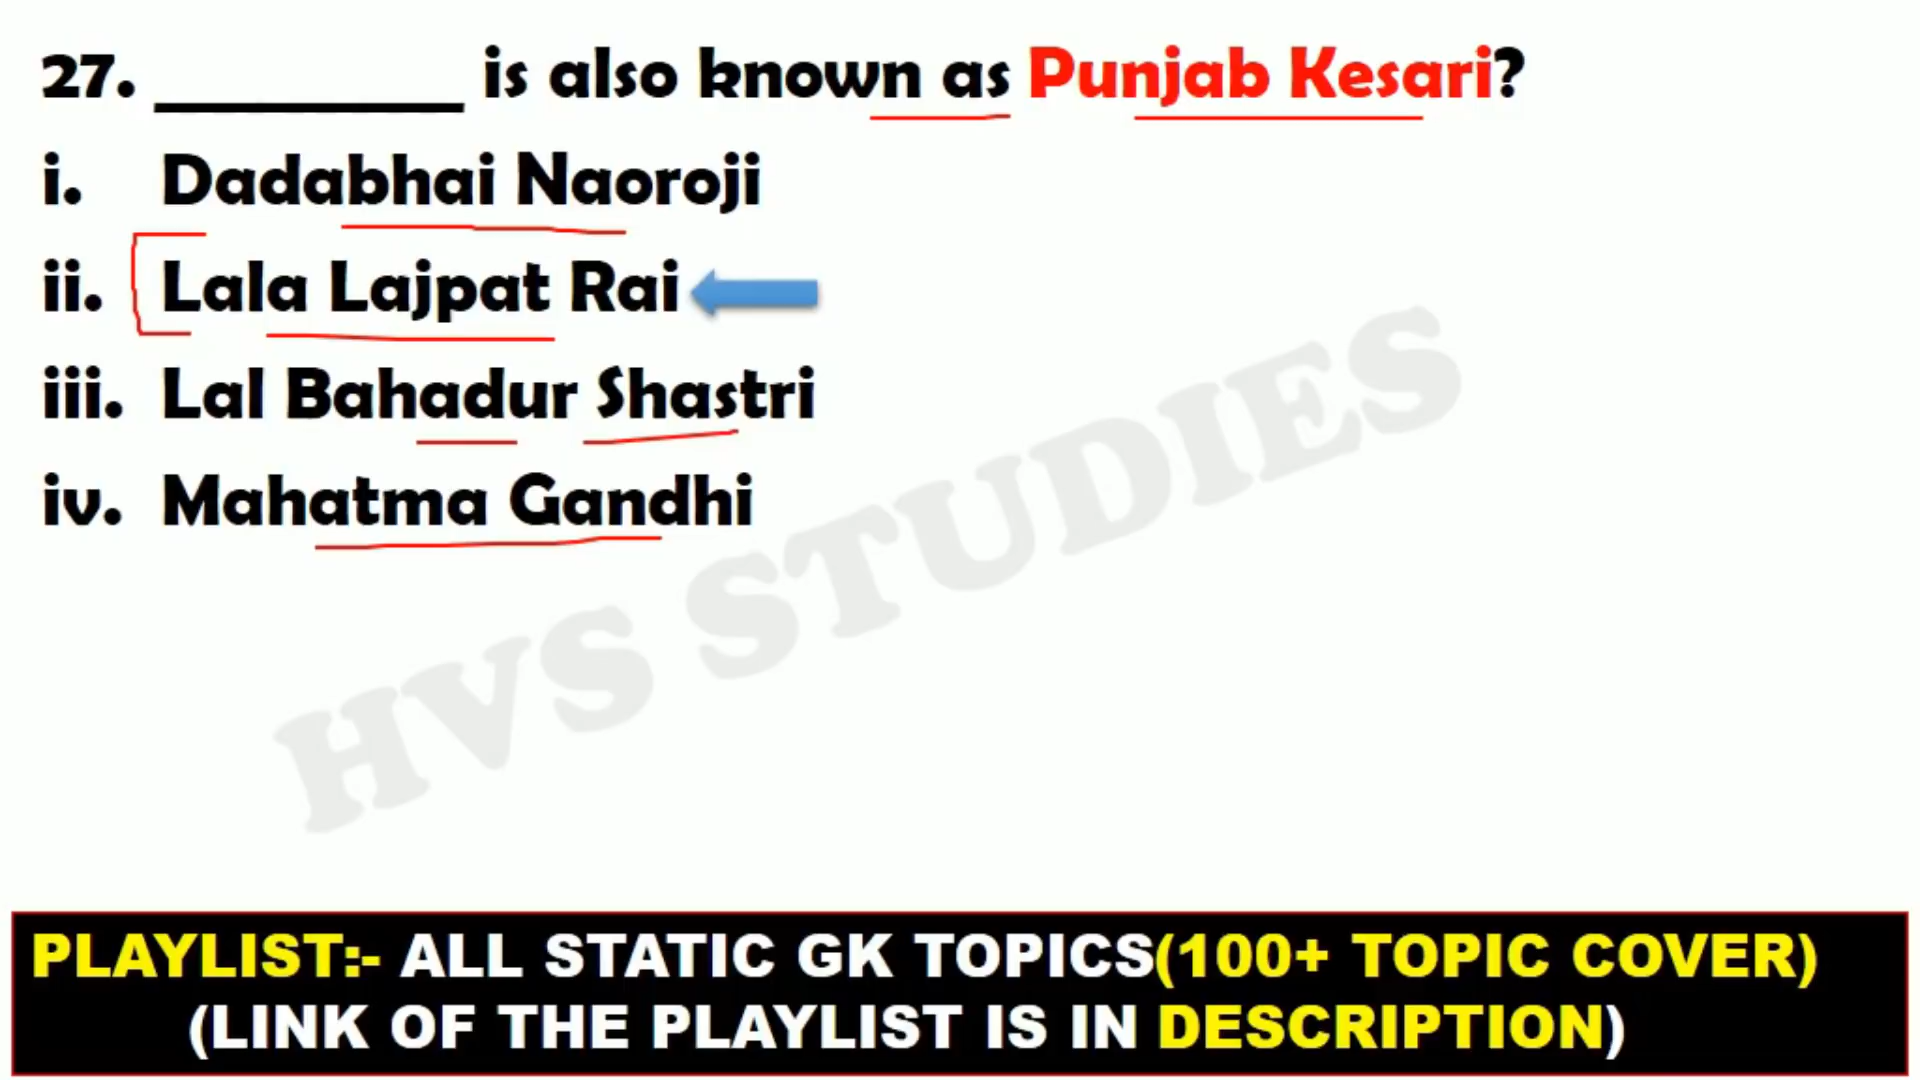 27. _________ is also known as Punjab Kesari?
i. Dadabhai Naoroji
ii. Lala Lajpat Rai
iii. Lal Bahadur Shastri
iv. Mahatma Gandhi
HVS STUDIES
PLAYLIST:- ALL STATIC GK TOPICS(100+ TOPIC COVER)
(LINK OF THE PLAYLIST IS IN DESCRIPTION)